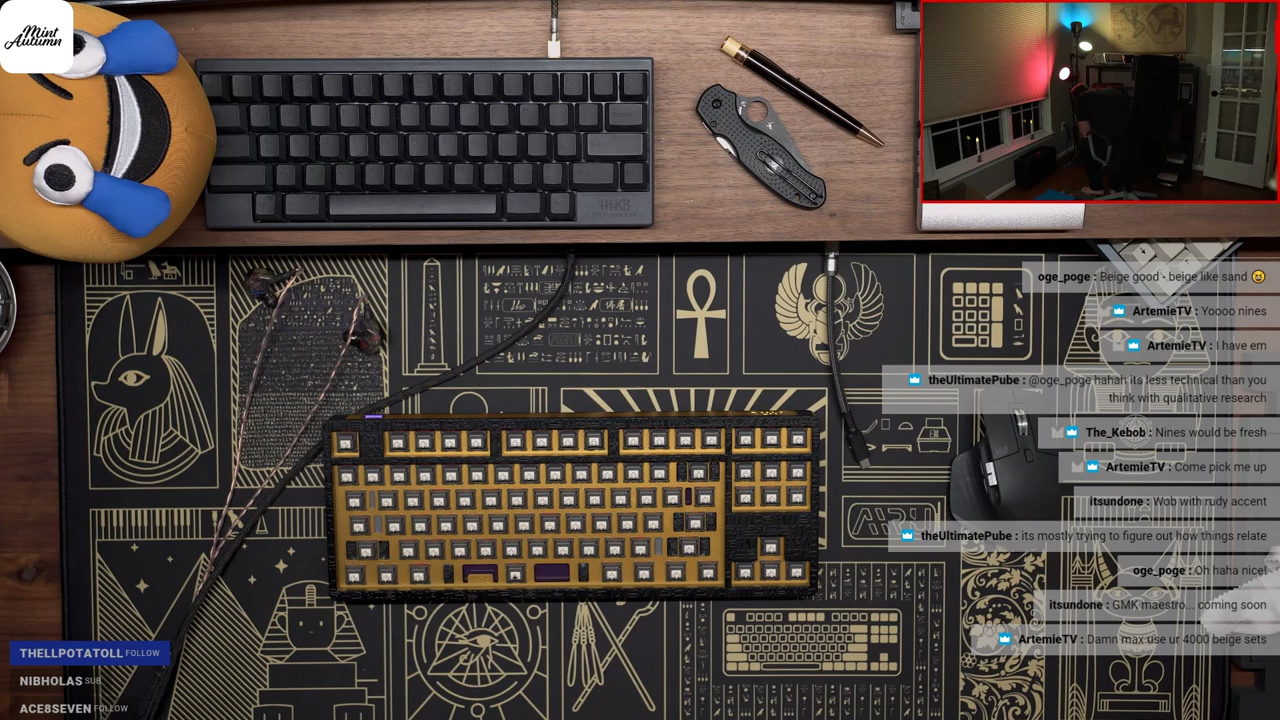 Mint
Autumn
HHKB
oge_poge : Beige good - beige like sand 😆
ArtemieTV : Yoooo nines
ArtemieTV : I have em
theUltimatePube : @oge_poge hahah its less technical than you
think with qualitative research
The_Kebob : Nines would be fresh
ArtemieTV : Come pick me up
itsundone : Wob with rudy accent
theUltimatePube : its mostly trying to figure out how things relate
oge_poge : Oh haha nice!
itsundone : GMK maestro... coming soon
ArtemieTV : Damn max use ur 4000 beige sets
THELLPOTATOLL FOLLOW
NIBHOLAS SUB
ACE8SEVEN FOLLOW